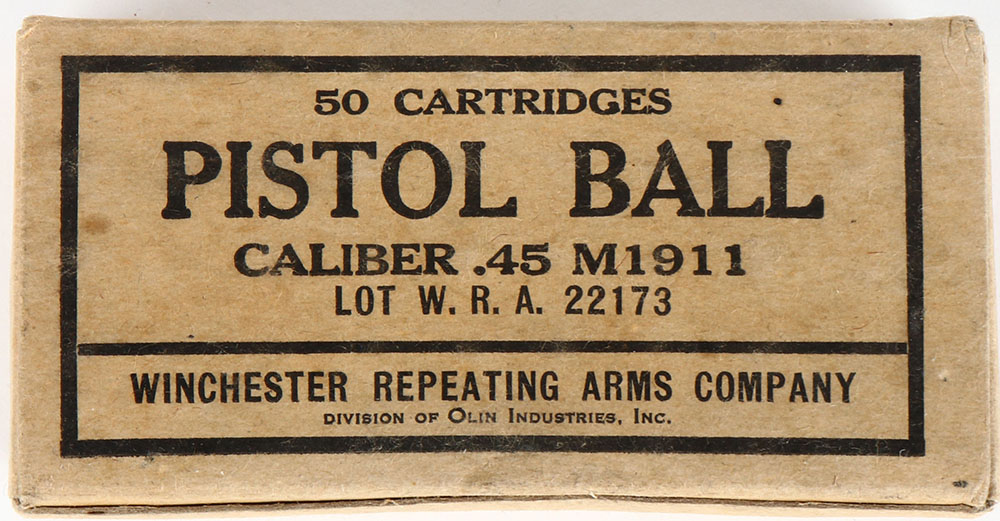 50 CARTRIDGES
PISTOL BALL
CALIBER .45 M1911
LOT W. R. A. 22173
WINCHESTER REPEATING ARMS COMPANY
DIVISION OF OLIN INDUSTRIES, INC.